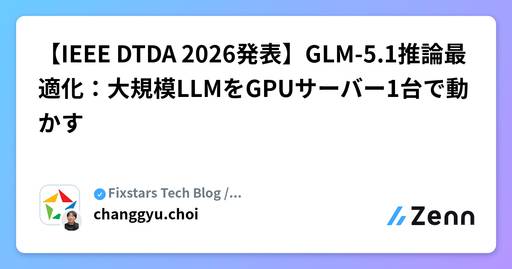 【IEEE DTDA 2026発表】GLM-5.1推論最
適化：大規模LLMをGPUサーバー1台で動
かす
Fixstars Tech Blog /...
changgyu.choi
Zenn